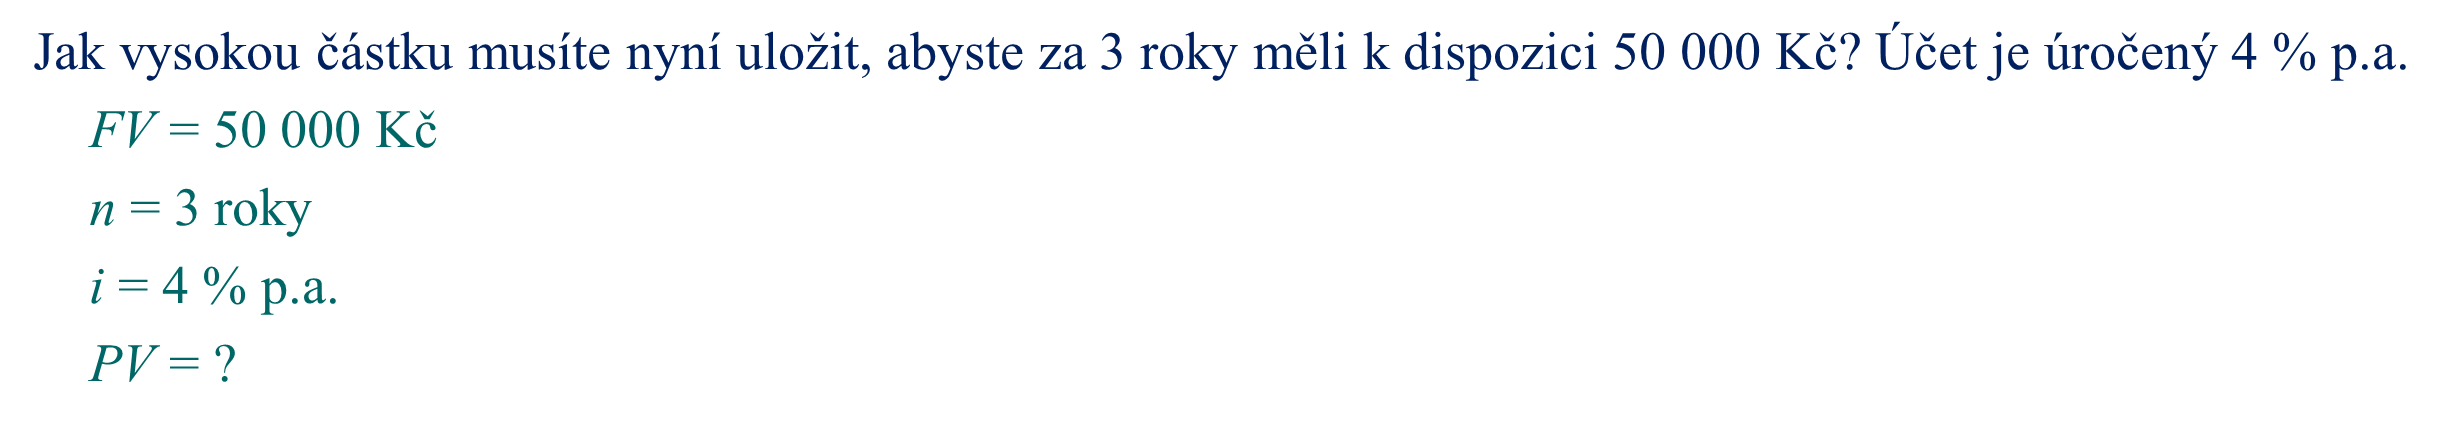 Jak vysokou částku musíte nyní uložit, abyste za 3 roky měli k dispozici 50 000 Kč? Účet je úročený 4 % p.a.
FV = 50 000 Kč
n = 3 roky
i = 4 % p.a.
PV = ?